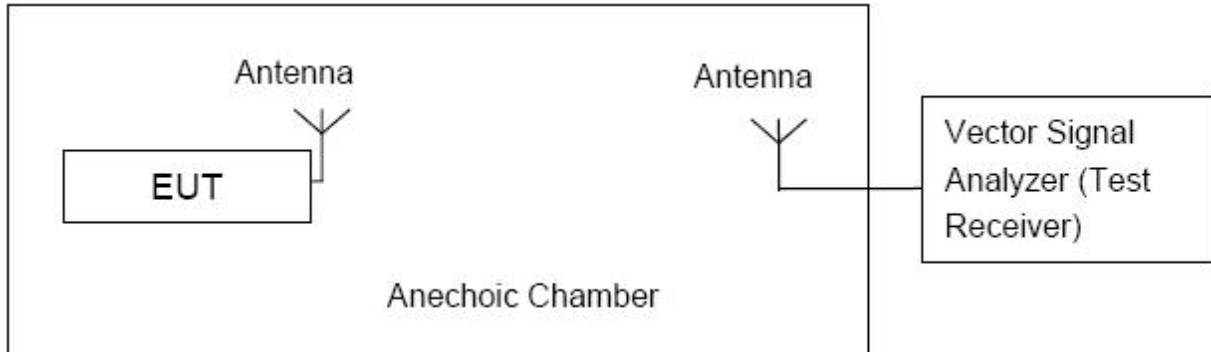 Antenna
Antenna
EUT
Vector Signal
Analyzer (Test
Receiver)
Anechoic Chamber